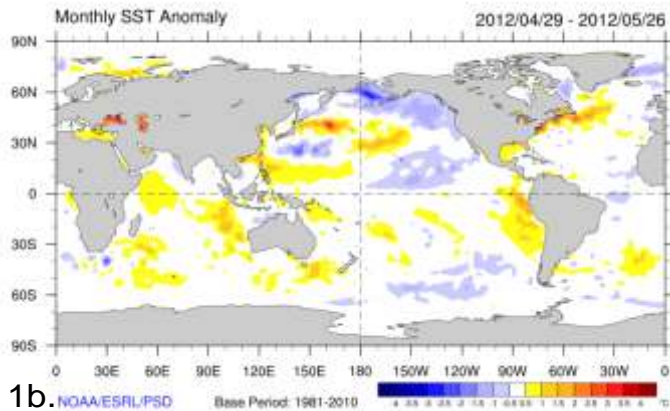 Monthly SST Anomaly 2012/04/29 - 2012/05/26
90N
60N
30N
0
30S
60S
90S
0 30E 60E 90E 120E 150E 180 150W 120W 90W 60W 30W 0
1b. NOAA/ESRL/PSD Base Period: 1981-2010